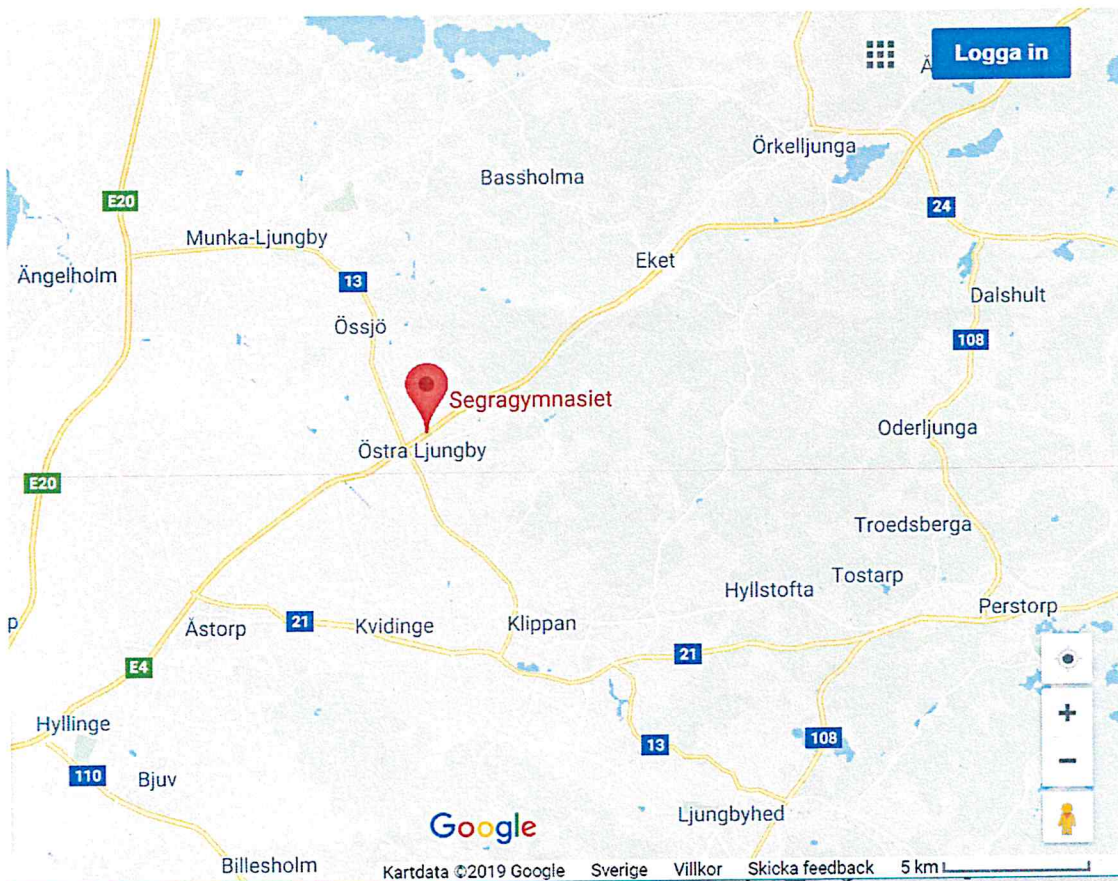 Logga in
Örkelljunga
Bassholma
E20
24
Munka-Ljungby
Ängelholm
Eket
13
Dalshult
Össjö
108
Segragymnasiet
Oderljunga
Östra Ljungby
E20
Troedsberga
Tostarp
Hyllstofta
Perstorp
21
Åstorp
Kvidinge
Klippan
p
21
E4
Hyllinge
13
108
110
Bjuv
Ljungbyhed
Google
Billesholm
Kartdata ©2019 Google Sverige Villkor Skicka feedback 5 km